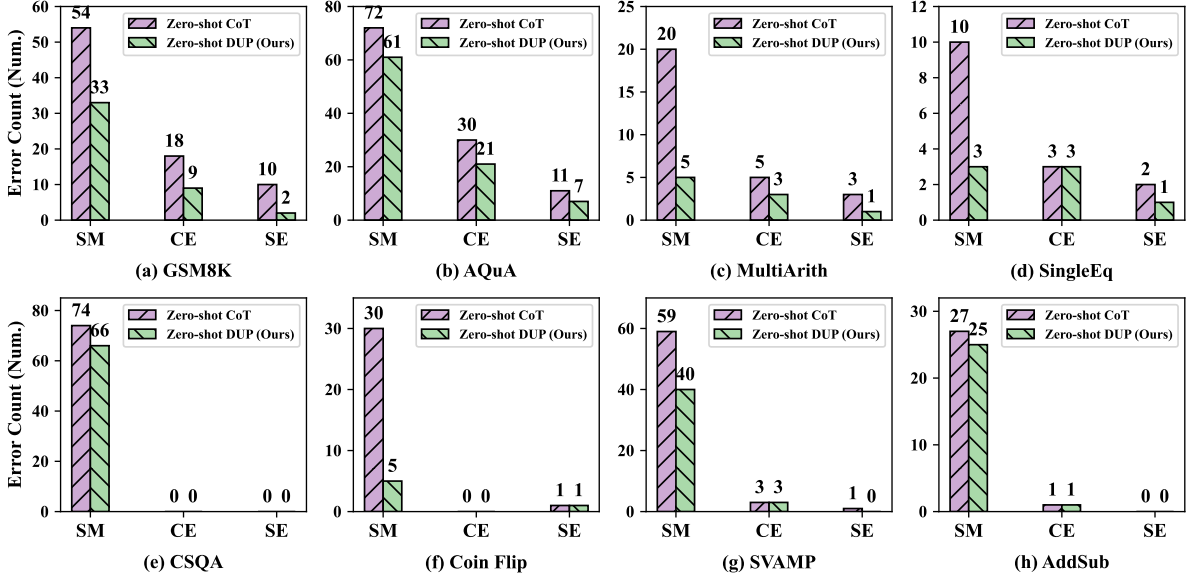 60
50
40
30
20
10
0
Error Count (Num.)
54
33
18
9
10
2
Zero-shot CoT
Zero-shot DUP (Ours)
SM
CE
SE
(a) GSM8K
80
60
40
20
0
72
61
30
21
11
7
Zero-shot CoT
Zero-shot DUP (Ours)
SM
CE
SE
(b) AQuA
25
20
15
10
5
0
20
5
5
3
3
1
Zero-shot CoT
Zero-shot DUP (Ours)
SM
CE
SE
(c) MultiArith
12
10
8
6
4
2
0
10
3
3
3
2
1
Zero-shot CoT
Zero-shot DUP (Ours)
SM
CE
SE
(d) SingleEq
80
60
40
20
0
Error Count (Num.)
74
66
0
0
0
0
Zero-shot CoT
Zero-shot DUP (Ours)
SM
CE
SE
(e) CSQA
30
20
10
0
30
5
0
0
1
1
Zero-shot CoT
Zero-shot DUP (Ours)
SM
CE
SE
(f) Coin Flip
60
40
20
0
59
40
3
3
1
0
Zero-shot CoT
Zero-shot DUP (Ours)
SM
CE
SE
(g) SVAMP
30
20
10
0
27
25
1
1
0
0
Zero-shot CoT
Zero-shot DUP (Ours)
SM
CE
SE
(h) AddSub